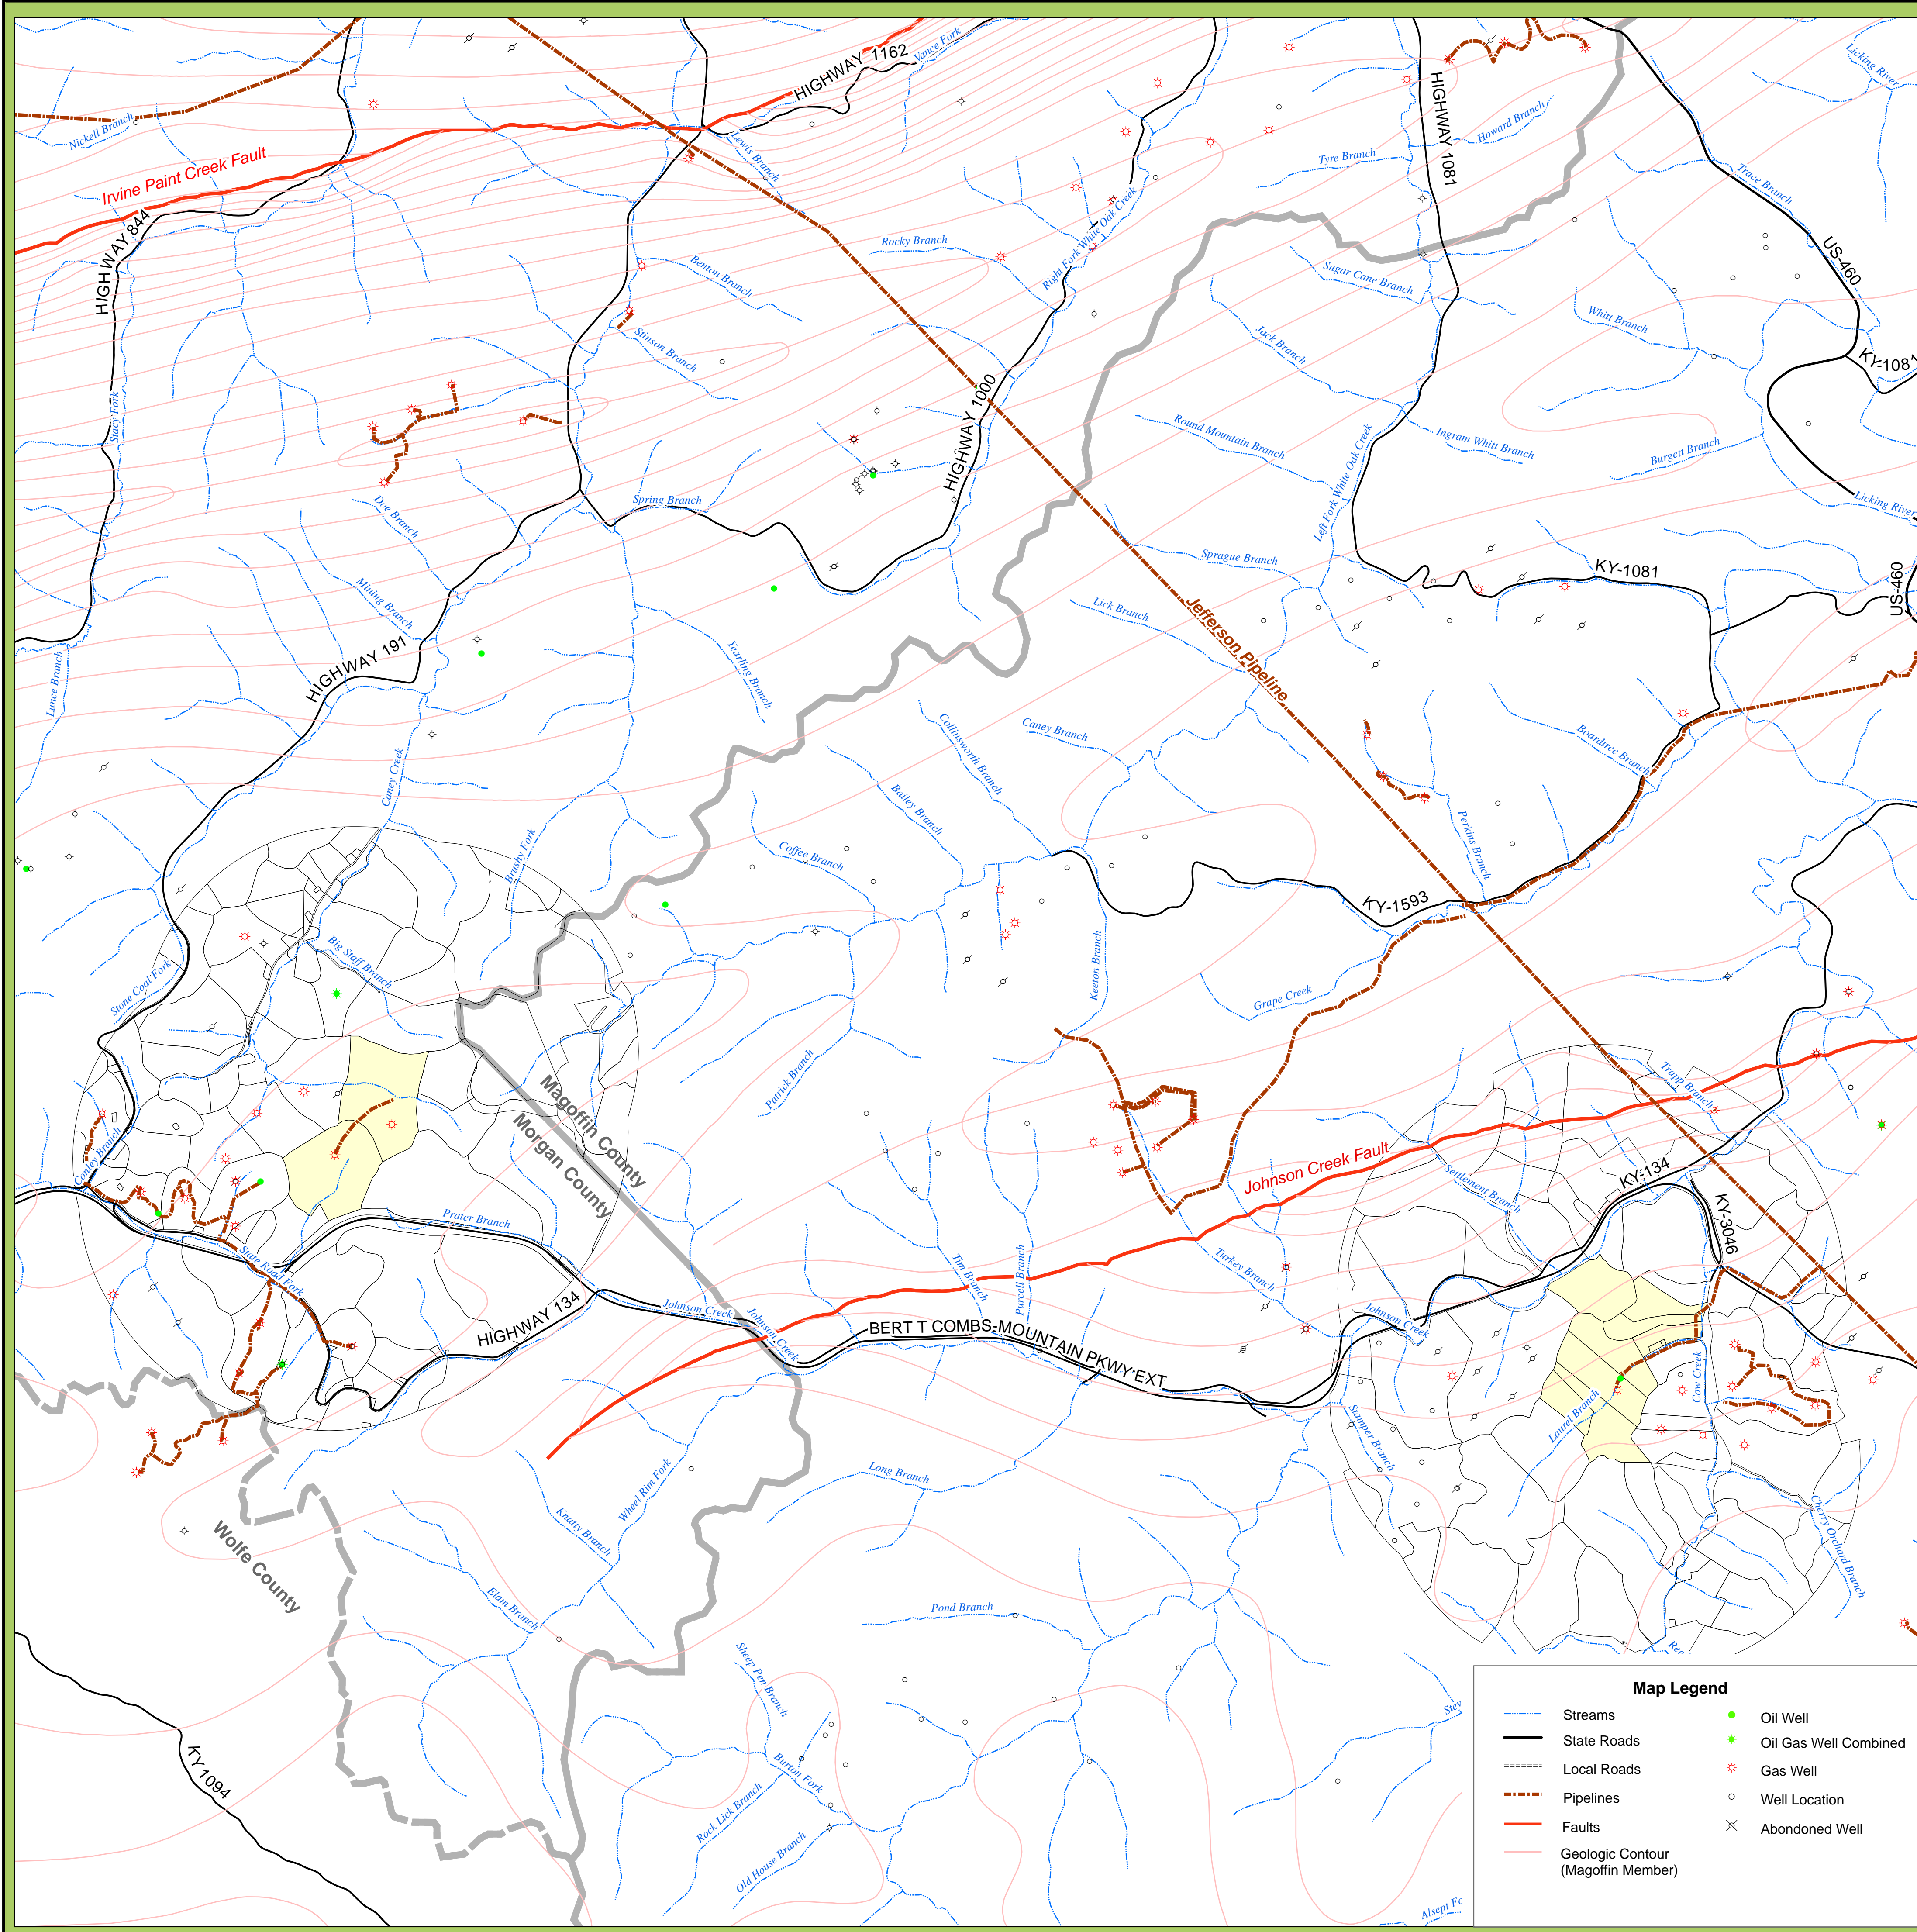 HIGHWAY 1162
Vance Fork
Licking River
Nickell Branch
HIGHWAY 1081
Howard Branch
Lewis Branch
Tyre Branch
Irvine Paint Creek Fault
Trace Branch
HIGHWAY 844
Rocky Branch
Right Fork White Oak Creek
US-460
Benton Branch
Sugar Cane Branch
Whitt Branch
Stinson Branch
Jack Branch
KY-1081
Stacy Fork
HIGHWAY 1000
Round Mountain Branch
Left Fork White Oak Creek
Ingram Whitt Branch
Burgett Branch
Doe Branch
Spring Branch
Licking River
Sprague Branch
KY-1081
US-460
Mining Branch
Lick Branch
Jefferson Pipeline
HIGHWAY 191
Lunce Branch
Yearling Branch
Caney Creek
Collinsworth Branch
Caney Branch
Boardtree Branch
Bailey Branch
Perkins Branch
Brushy Fork
Coffee Branch
KY-1593
Big Staff Branch
Stone Coal Fork
Keeton Branch
Grape Creek
Patrick Branch
Trapp Branch
Magoffin County
Morgan County
Conley Branch
Johnson Creek Fault
Settlement Branch
KY-134
KY-3046
Prater Branch
State Road Fork
Tim Branch
Purcell Branch
Turkey Branch
HIGHWAY 134
Johnson Creek
Johnson Creek
Johnson Creek
BERT T COMBS-MOUNTAIN PKWY EXT
Cow Creek
Laurel Branch
Stamper Branch
Long Branch
Wheel Rim Fork
Knatty Branch
Cherry Orchard Branch
Wolfe County
Elam Branch
Pond Branch
Sheep Pen Branch
Ree
KY 1094
Burton Fork
Rock Lick Branch
Old House Branch
Stey
Alsept Fo
Map Legend
Streams
State Roads
Local Roads
Pipelines
Faults
Geologic Contour
(Magoffin Member)
Oil Well
Oil Gas Well Combined
Gas Well
Well Location
Abondoned Well